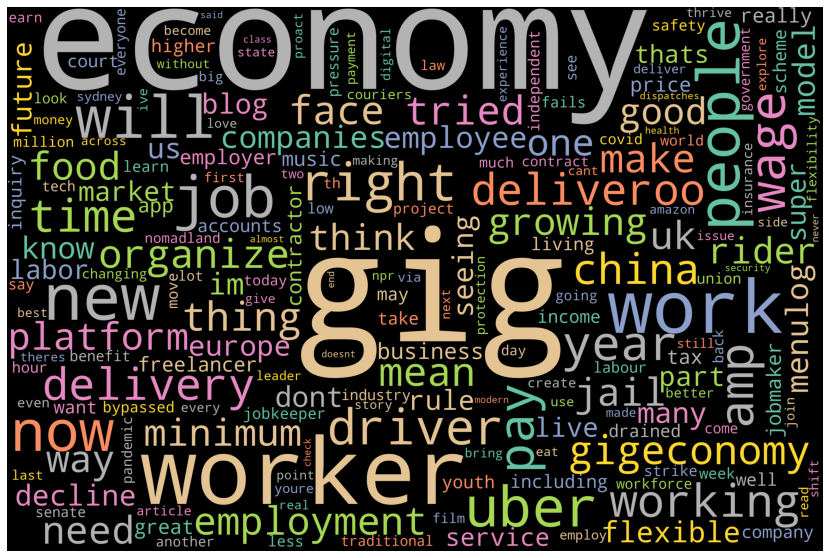 economy
said
class
proact
thrive
really
become
higher
state
payment
digital
pressure
law
experience
see
safety
thats
people
court
everyone
without
big
couriers
independent
deliver
scheme
model
future
look
sydney
ive
will
blog
face
tried
fails
price
government
explore
dispatches
good
health
million
money
across
love
companies
employee
one
covid
world
wage
us
employer
music
making
much
contract
cant
make
flexibility
food
learn
first
two
th
right
deliveroo
insurance
amazon
super
inquiry
tech
market
app
job
low
project
side
never
time
accounts
think
growing
uk
issue
rider
know
organize
nomadland
almost
contractor
living
union
security
labor
changing
im
today
seeing
npr
via
china
say
move
lot
give
end
may
protection
going
best
new
thing
gig
next
take
income
work
still
platform
europe
doesnt
business
day
year
tax
back
menulog
theres
benefit
freelancer
mean
labour
hour
delivery
leader
dont
industry
modern
create
jail
part
better
amp
jobmaker
even
want
bypassed
every
jobkeeper
story
rule
use
made
many
come
join
now
pandemic
minimum
driver
pay
live
drained
check
bring
eat
gigeconomy
way
worker
point
youre
youth
including
strike
week
well
last
decline
real
uber
workforce
working
read
shift
senate
article
great
employment
film
need
another
less
traditional
service
employ
flexible
company